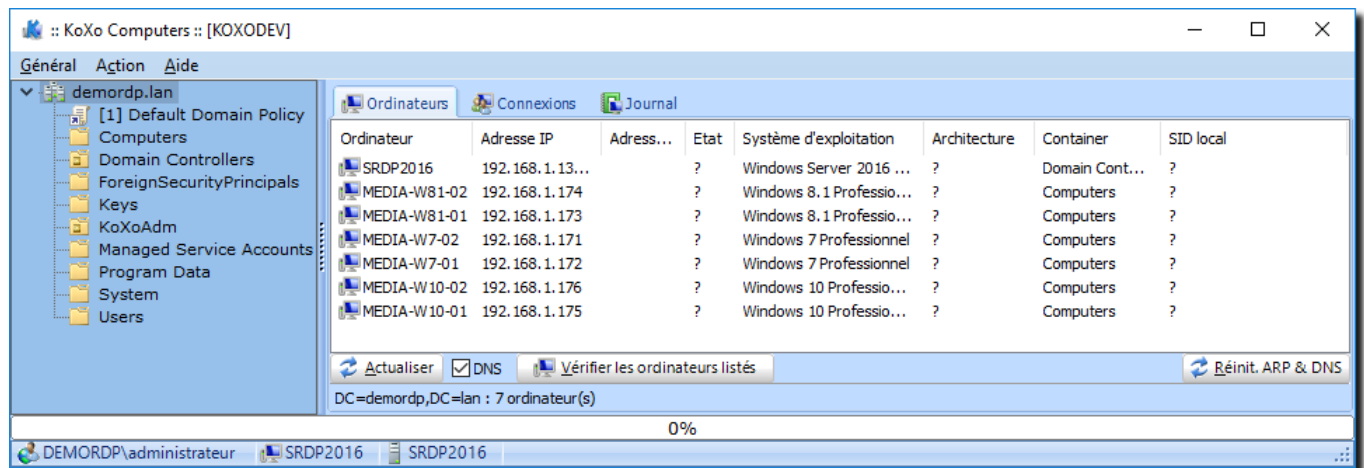 :: KoXo Computers :: [KOXODEV]
Général Action Aide
demordp.lan
[1] Default Domain Policy
Computers
Domain Controllers
ForeignSecurityPrincipals
Keys
KoXoAdm
Managed Service Accounts
Program Data
System
Users
Ordinateurs Connexions Journal
Ordinateur Adresse IP Adress... Etat Système d'exploitation Architecture Container SID local
SRDP2016 192.168.1.13... ? Windows Server 2016 ... ? Domain Cont... ?
MEDIA-W81-02 192.168.1.174 ? Windows 8.1 Professio... ? Computers ?
MEDIA-W81-01 192.168.1.173 ? Windows 8.1 Professio... ? Computers ?
MEDIA-W7-02 192.168.1.171 ? Windows 7 Professionnel ? Computers ?
MEDIA-W7-01 192.168.1.172 ? Windows 7 Professionnel ? Computers ?
MEDIA-W10-02 192.168.1.176 ? Windows 10 Professio... ? Computers ?
MEDIA-W10-01 192.168.1.175 ? Windows 10 Professio... ? Computers ?
Actualiser DNS Vérifier les ordinateurs listés Réinit. ARP & DNS
DC=demordp,DC=lan : 7 ordinateur(s)
0%
DEMORDP\administrateur SRDP2016 SRDP2016